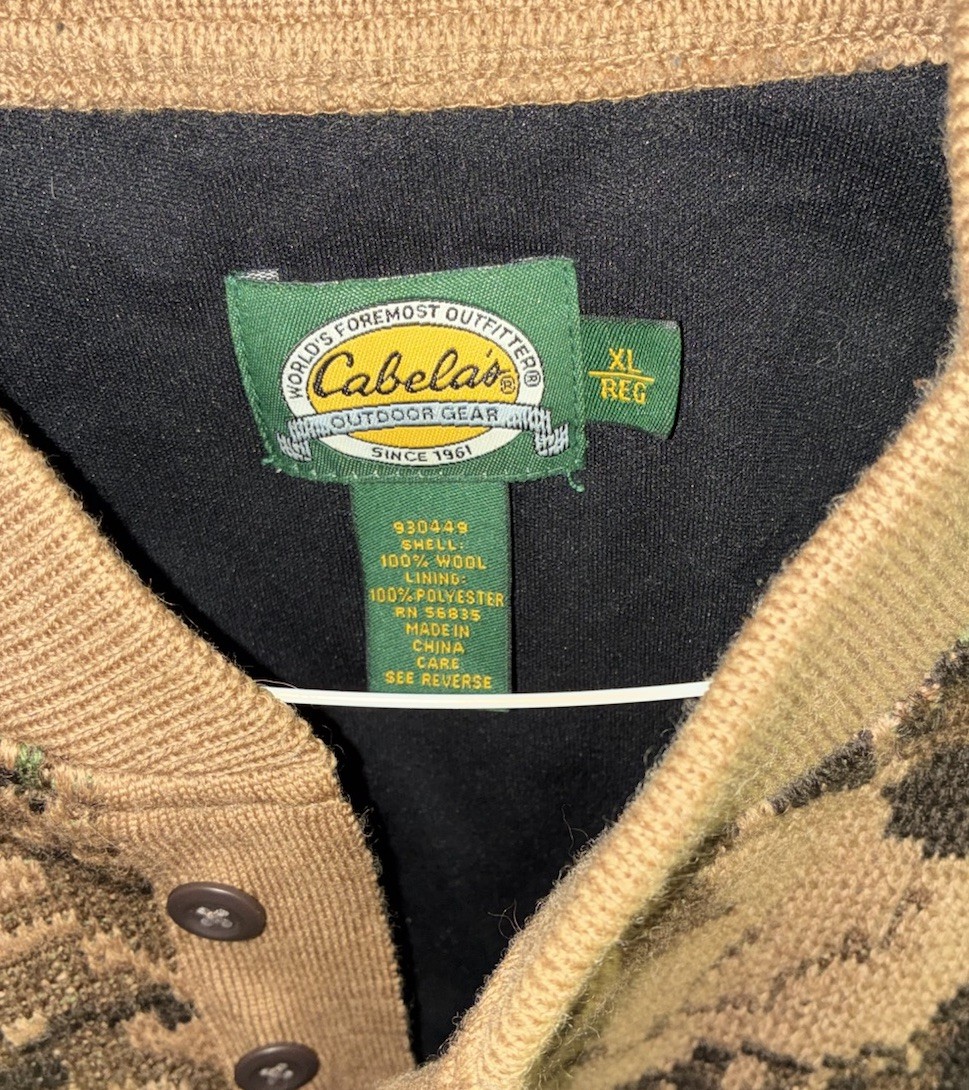 WORLD'S FOREMOST OUTFITTER®
Cabela's®
OUTDOOR GEAR
SINCE 1961
XL
REG
930449
SHELL:
100% WOOL
LINING:
100% POLYESTER
RN 56835
MADE IN
CHINA
CARE
SEE REVERSE